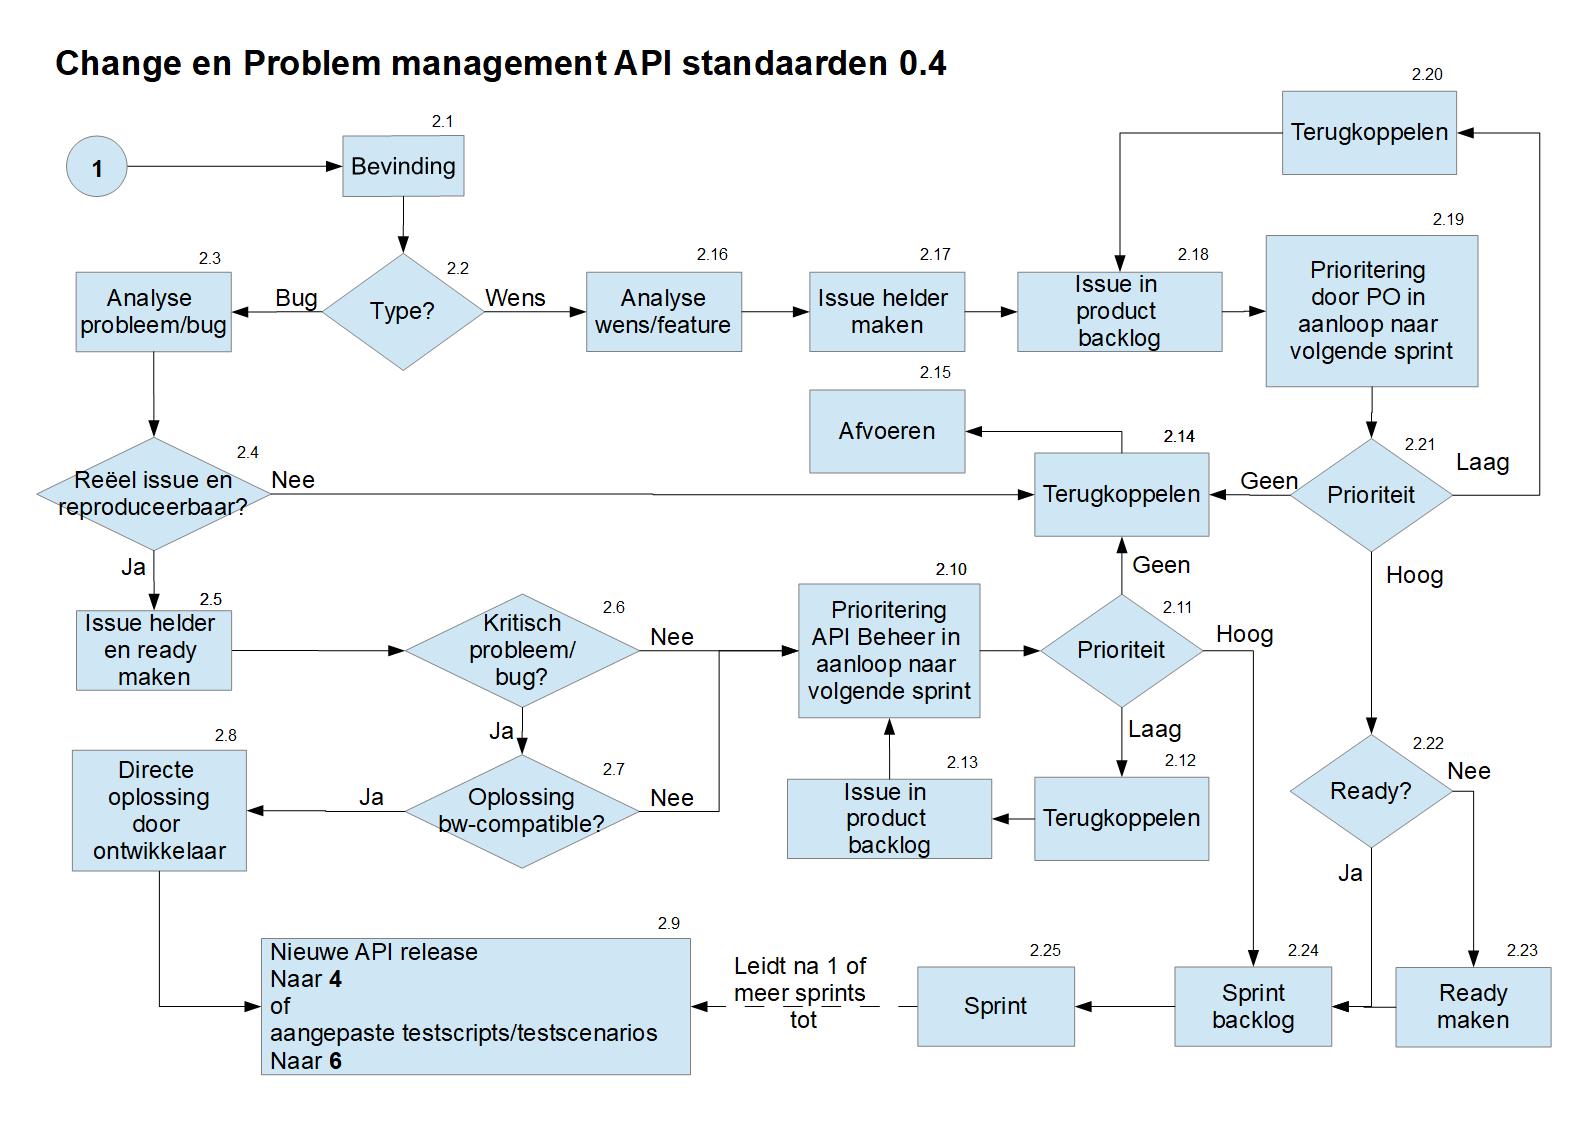 Change en Problem management API standaarden 0.4
2.20
Terugkoppelen
2.1
1
Bevinding
2.19
Prioritering
door PO in
aanloop naar
volgende sprint
2.3
Analyse
probleem/bug
Bug
2.2
Type?
Wens
2.16
Analyse
wens/feature
2.17
Issue helder
maken
2.18
Issue in
product
backlog
2.15
Afvoeren
2.14
Terugkoppelen
2.4
Reëel issue en
reproduceerbaar?
Nee
Geen
2.21
Prioriteit
Laag
Hoog
Ja
2.5
Issue helder
en ready
maken
2.6
Kritisch
probleem/
bug?
Nee
2.10
Prioritering
API Beheer in
aanloop naar
volgende sprint
Geen
2.11
Prioriteit
Hoog
Ja
Laag
2.8
Directe
oplossing
door
ontwikkelaar
Ja
2.7
Oplossing
bw-compatible?
Nee
2.13
Issue in
product
backlog
2.12
Terugkoppelen
2.22
Ready?
Nee
Ja
2.9
Nieuwe API release
Naar 4
of
aangepaste testscripts/testscenarios
Naar 6
Leidt na 1 of
meer sprints
tot
2.25
Sprint
2.24
Sprint
backlog
2.23
Ready
maken